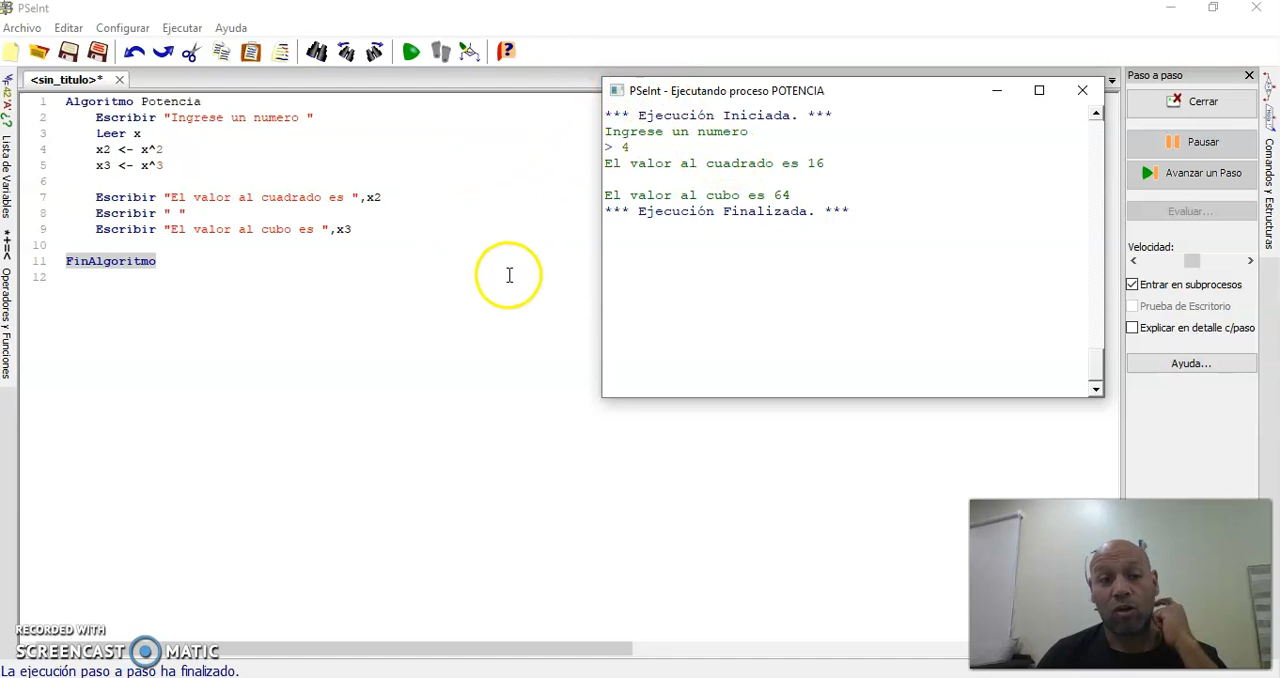 PSeInt
Archivo Editar Configurar Ejecutar Ayuda
<sin_titulo>*
1 Algoritmo Potencia
2 Escribir "Ingrese un numero "
3 Leer x
4 x2 <- x^2
5 x3 <- x^3
6
7 Escribir "El valor al cuadrado es ",x2
8 Escribir " "
9 Escribir "El valor al cubo es ",x3
10
11 FinAlgoritmo
12
Lista de Variables
*+=< Operadores y Funciones
PSeInt - Ejecutando proceso POTENCIA
*** Ejecución Iniciada. ***
Ingrese un numero
> 4
El valor al cuadrado es 16
El valor al cubo es 64
*** Ejecución Finalizada. ***
Paso a paso
Cerrar
Pausar
Avanzar un Paso
Evaluar...
Velocidad:
Entrar en subprocesos
Prueba de Escritorio
Explicar en detalle c/paso
Ayuda...
Comandos y Estructuras
RECORDED WITH
SCREENCAST MATIC
La ejecución paso a paso ha finalizado.